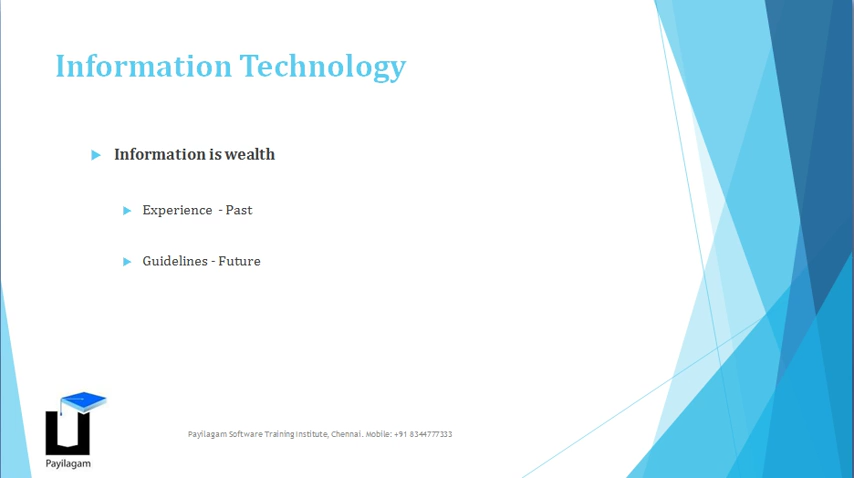 Information Technology
Information is wealth
Experience - Past
Guidelines - Future
Payilagam Software Training Institute, Chennai. Mobile: +91 8344777333
Payilagam